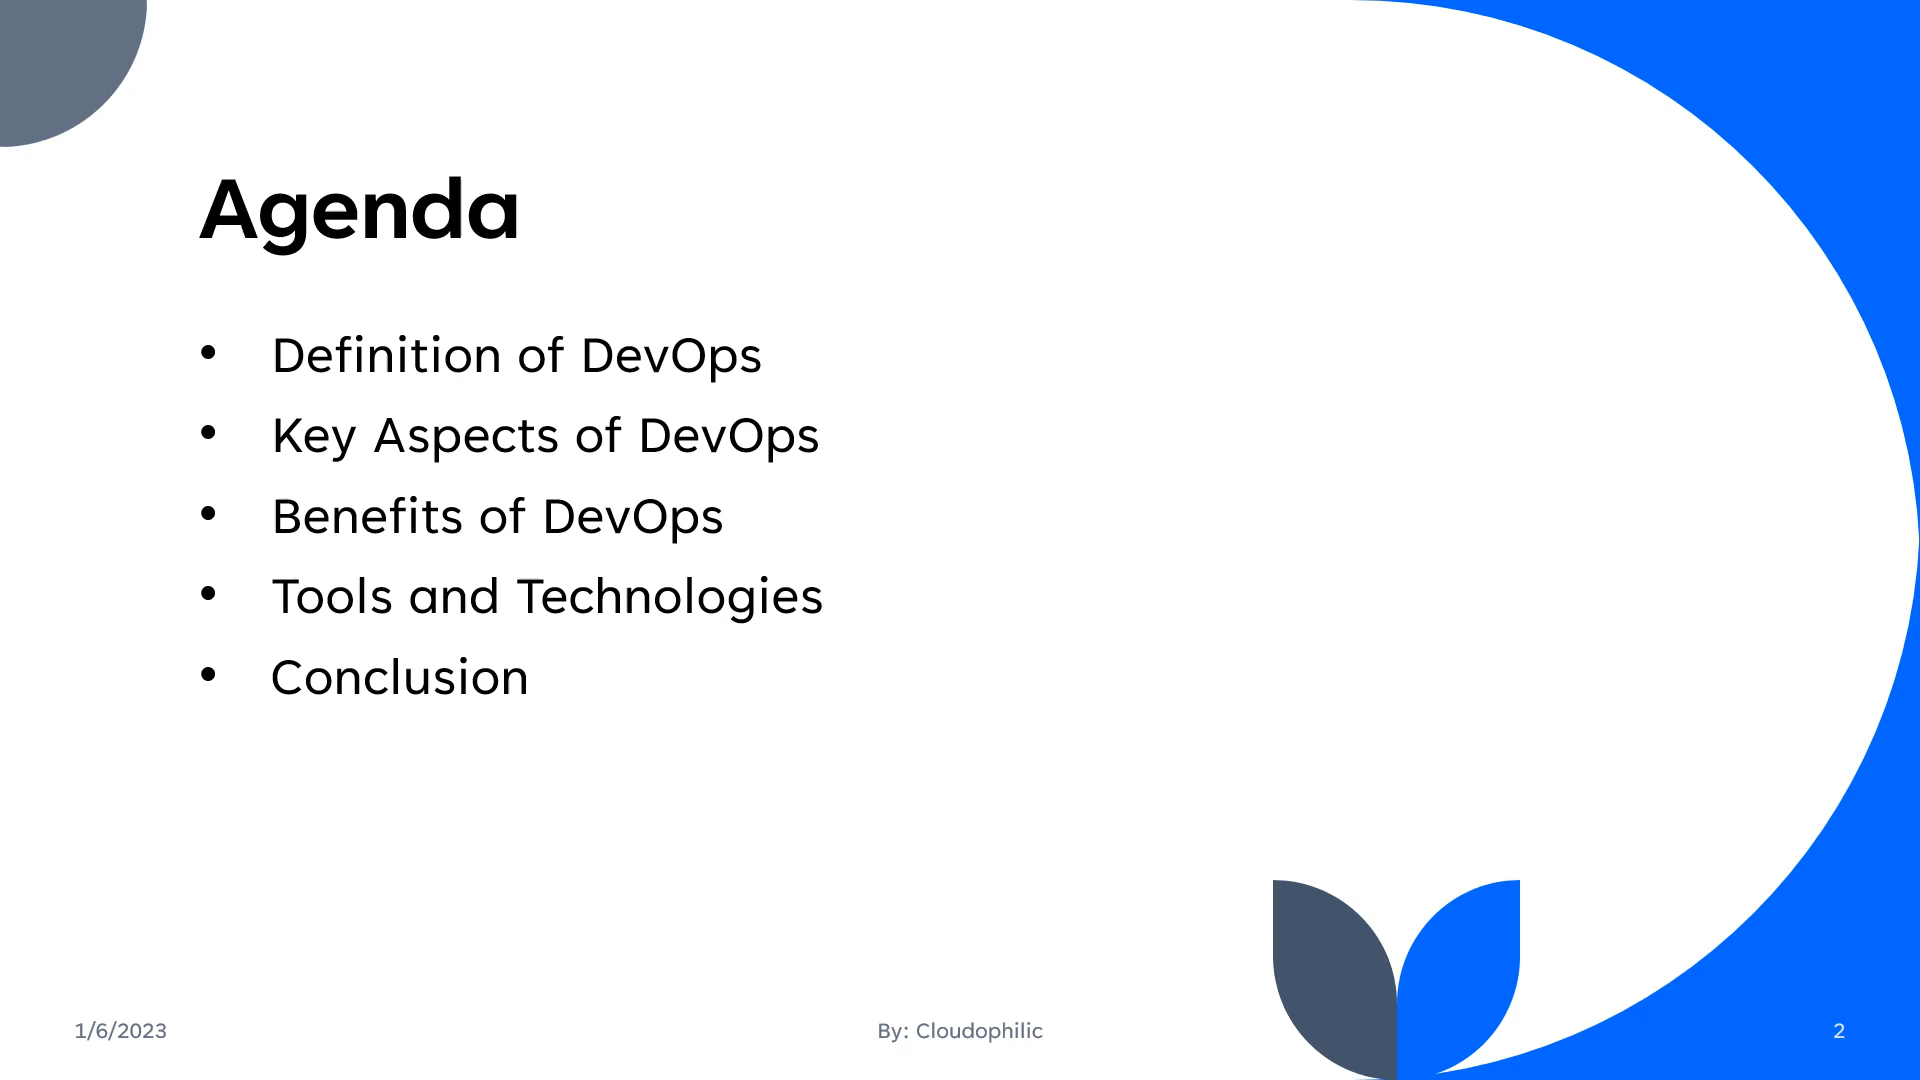 Agenda
• Definition of DevOps
• Key Aspects of DevOps
• Benefits of DevOps
• Tools and Technologies
• Conclusion
1/6/2023
By: Cloudophilic
2